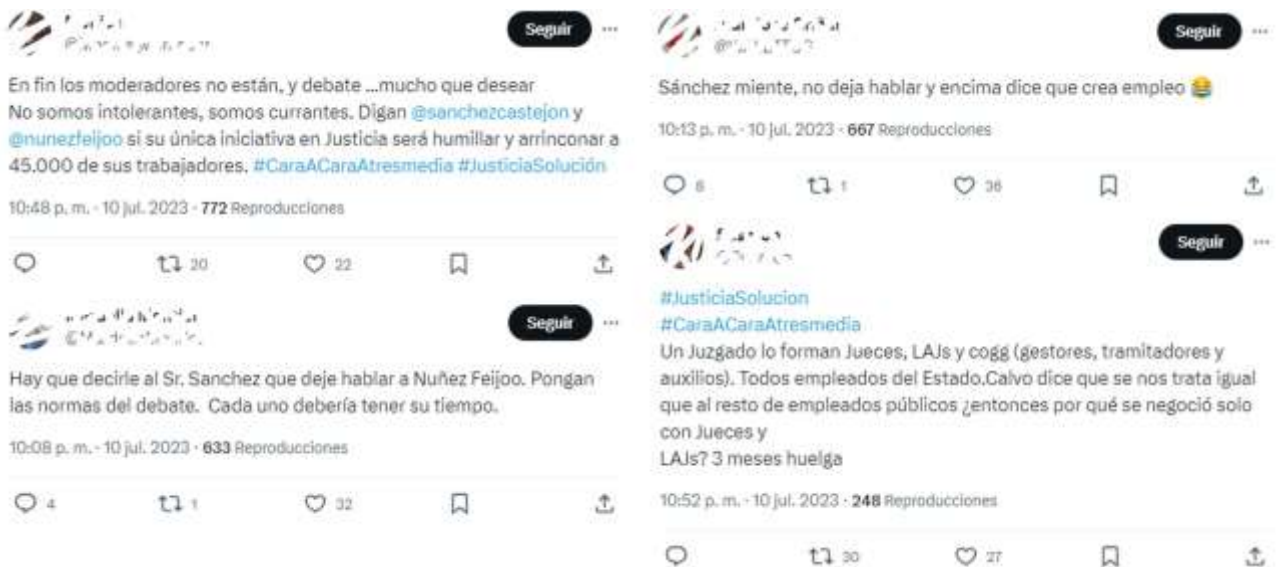 Seguir
En fin los moderadores no están, y debate ...mucho que desear
No somos intolerantes, somos currantes. Digan @sanchezcastejon y
@nunezfeijoo si su única iniciativa en Justicia será humillar y arrinconar a
45.000 de sus trabajadores. #CaraACaraAtresmedia #JusticiaSolución
10:48 p. m. · 10 jul. 2023 · 772 Reproducciones
20 22
Seguir
Hay que decirle al Sr. Sanchez que deje hablar a Nuñez Feijoo. Pongan
las normas del debate. Cada uno debería tener su tiempo.
10:08 p. m. · 10 jul. 2023 · 633 Reproducciones
4 1 32
Seguir
Sánchez miente, no deja hablar y encima dice que crea empleo 😂
10:13 p. m. · 10 jul. 2023 · 667 Reproducciones
1 36
Seguir
#JusticiaSolucion
#CaraACaraAtresmedia
Un Juzgado lo forman Jueces, LAJs y cogg (gestores, tramitadores y
auxilios). Todos empleados del Estado.Calvo dice que se nos trata igual
que al resto de empleados públicos ¿entonces por qué se negoció solo
con Jueces y
LAJs? 3 meses huelga
10:52 p. m. · 10 jul. 2023 · 248 Reproducciones
30 27